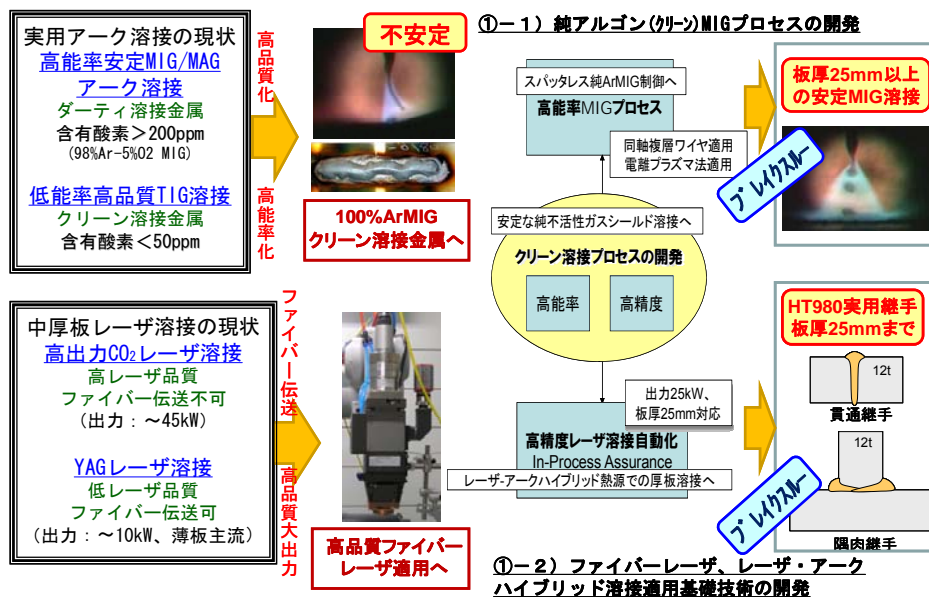 ①－１）純アルゴン(クリーン)MIGプロセスの開発
実用アーク溶接の現状
高能率安定MIG/MAG
アーク溶接
ダーティ溶接金属
含有酸素＞200ppm
(98%Ar-5%O2 MIG)
低能率高品質TIG溶接
クリーン溶接金属
含有酸素＜50ppm
高品質化
高能率化
不安定
100%ArMIG
クリーン溶接金属へ
スパッタレス純ArMIG制御へ
高能率MIGプロセス
同軸複層ワイヤ適用
電離プラズマ法適用
安定な純不活性ガスシールド溶接へ
クリーン溶接プロセスの開発
高能率
高精度
ブレイクスルー
板厚25mm以上
の安定MIG溶接
中厚板レーザ溶接の現状
高出力CO₂レーザ溶接
高レーザ品質
ファイバー伝送不可
(出力：～45kW)
YAGレーザ溶接
低レーザ品質
ファイバー伝送可
(出力：～10kW、薄板主流)
ファイバー伝送
高品質大出力
高品質ファイバー
レーザ適用へ
出力25kW、
板厚25mm対応
高精度レーザ溶接自動化
In-Process Assurance
レーザ-アークハイブリッド熱源での厚板溶接へ
ブレイクスルー
HT980実用継手
板厚25mmまで
12t
貫通継手
12t
隅肉継手
①－２）ファイバーレーザ、レーザ・アーク
ハイブリッド溶接適用基礎技術の開発